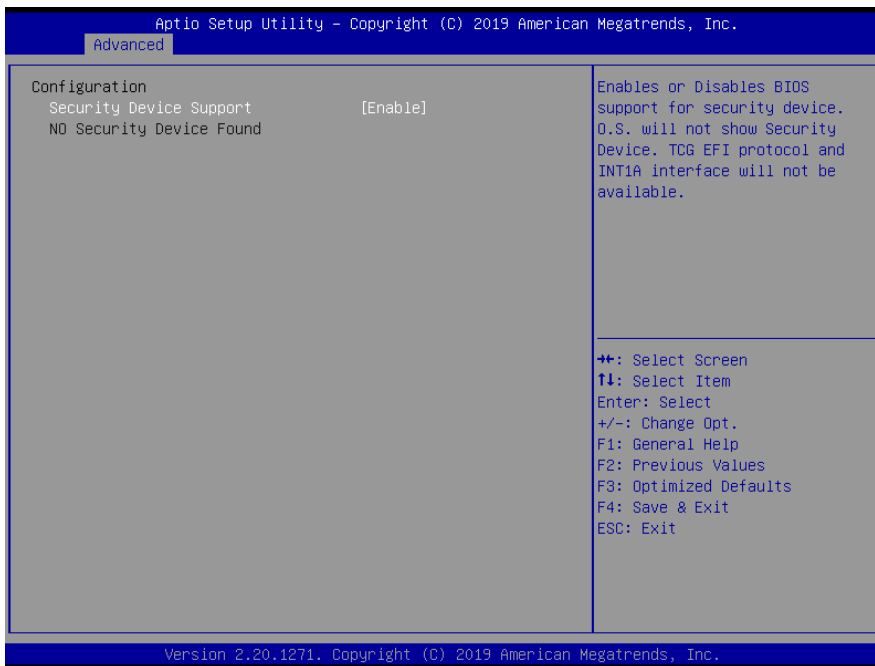 Aptio Setup Utility – Copyright (C) 2019 American Megatrends, Inc.
Advanced
Configuration
Security Device Support [Enable]
NO Security Device Found
Enables or Disables BIOS
support for security device.
O.S. will not show Security
Device. TCG EFI protocol and
INT1A interface will not be
available.
→←: Select Screen
↑↓: Select Item
Enter: Select
+/-: Change Opt.
F1: General Help
F2: Previous Values
F3: Optimized Defaults
F4: Save & Exit
ESC: Exit
Version 2.20.1271. Copyright (C) 2019 American Megatrends, Inc.